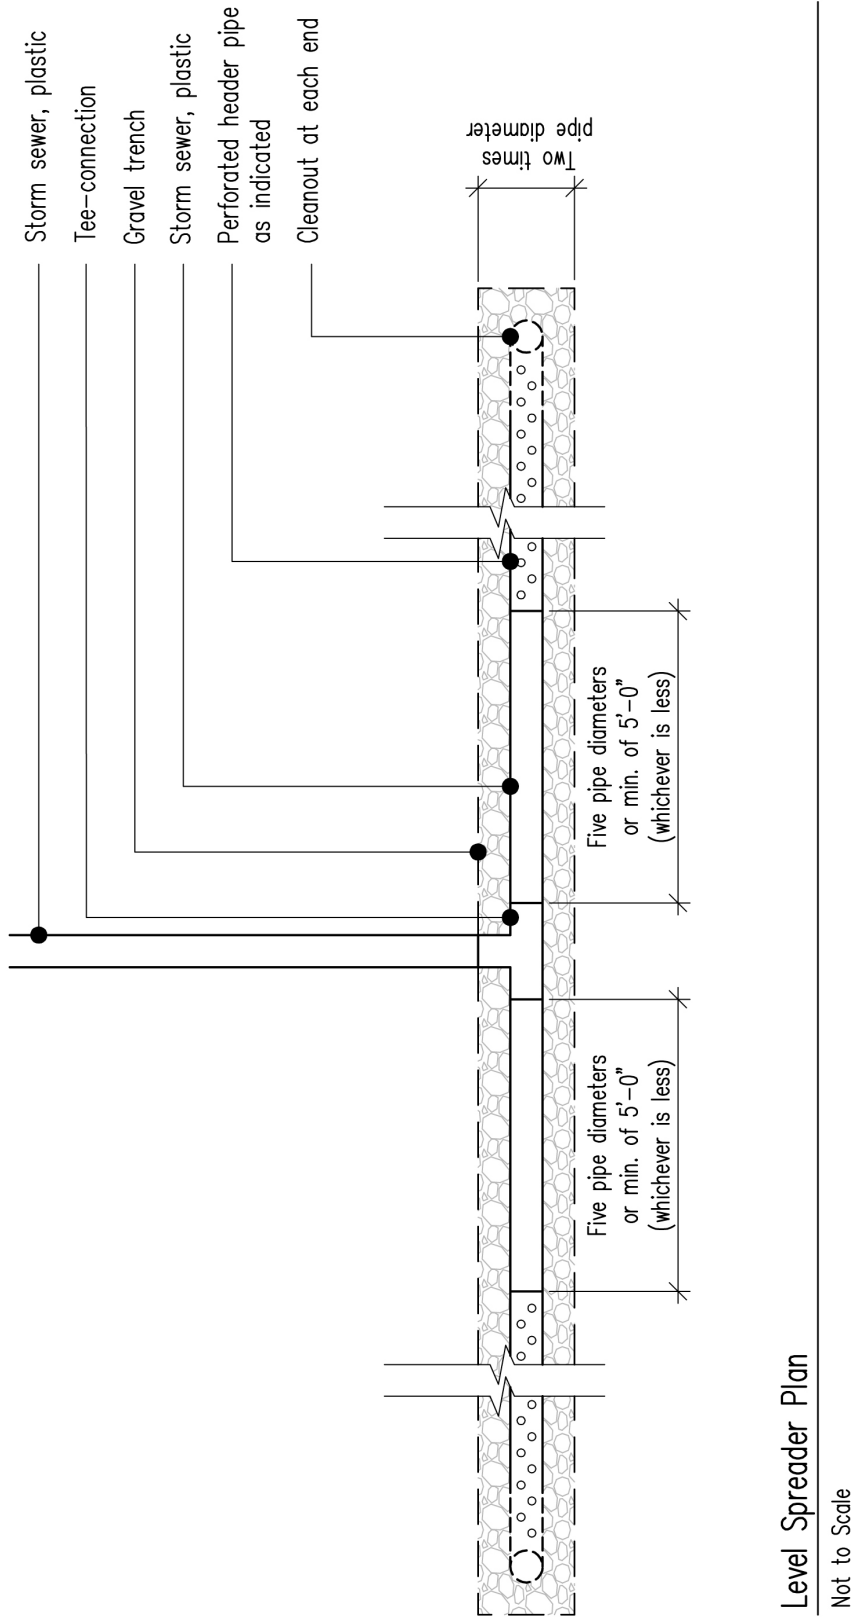 Storm sewer, plastic
Tee-connection
Gravel trench
Storm sewer, plastic
Perforated header pipe
as indicated
Cleanout at each end
Two times
pipe diameter
Five pipe diameters
or min. of 5'-0"
(whichever is less)
Five pipe diameters
or min. of 5'-0"
(whichever is less)
Level Spreader Plan
Not to Scale